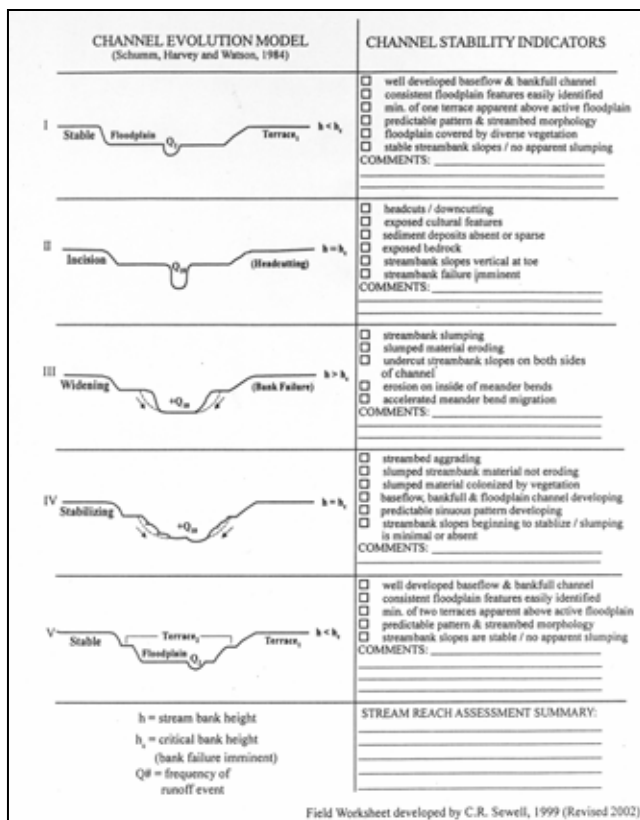 CHANNEL EVOLUTION MODEL
(Schumm, Harvey and Watson, 1984)
CHANNEL STABILITY INDICATORS
I
Stable
Floodplain
Terrace₁
h < hc
well developed baseflow & bankfull channel
consistent floodplain features easily identified
min. of one terrace apparent above active floodplain
predictable pattern & streambed morphology
floodplain covered by diverse vegetation
stable streambank slopes / no apparent slumping
COMMENTS:
II
Incision
Q₁₀
(Headcutting)
h = hc
headcuts / downcutting
exposed cultural features
sediment deposits absent or sparse
exposed bedrock
streambank slopes vertical at toe
streambank failure imminent
COMMENTS:
III
Widening
+Q₁₀
(Bank Failure)
h > hc
streambank slumping
slumped material eroding
undercut streambank slopes on both sides
of channel
erosion on inside of meander bends
accelerated meander bend migration
COMMENTS:
IV
Stabilizing
+Q₁₀
h = hc
streambed aggrading
slumped streambank material not eroding
slumped material colonized by vegetation
baseflow, bankfull & floodplain channel developing
predictable sinuous pattern developing
streambank slopes beginning to stablize / slumping
is minimal or absent
COMMENTS:
V
Stable
Terrace₂
Floodplain
Terrace₁
h < hc
well developed baseflow & bankfull channel
consistent floodplain features easily identified
min. of two terraces apparent above active floodplain
predictable pattern & streambed morphology
streambank slopes are stable / no apparent slumping
COMMENTS:
h = stream bank height
hc = critical bank height
(bank failure imminent)
Q# = frequency of
runoff event
STREAM REACH ASSESSMENT SUMMARY:
Field Worksheet developed by C.R. Sewell, 1999 (Revised 2002)